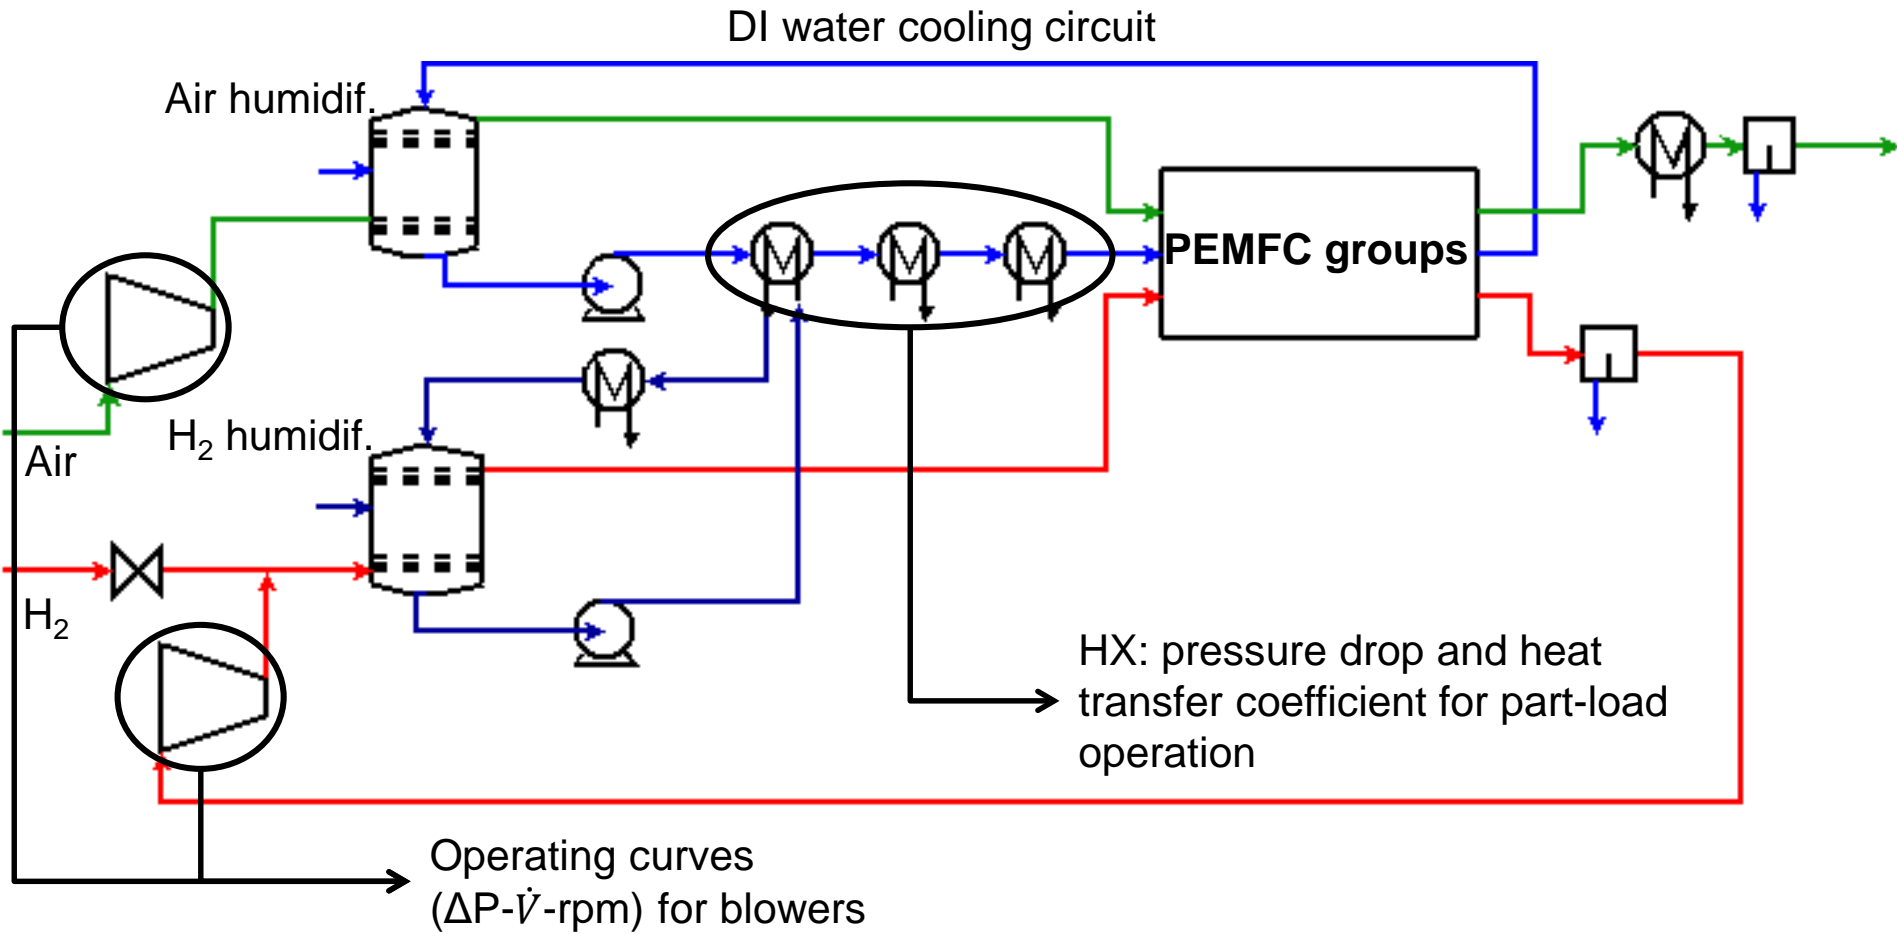 DI water cooling circuit
Air humidif.
PEMFC groups
H₂ humidif.
Air
H₂
HX: pressure drop and heat
transfer coefficient for part-load
operation
Operating curves
(ΔP-V̇-rpm) for blowers